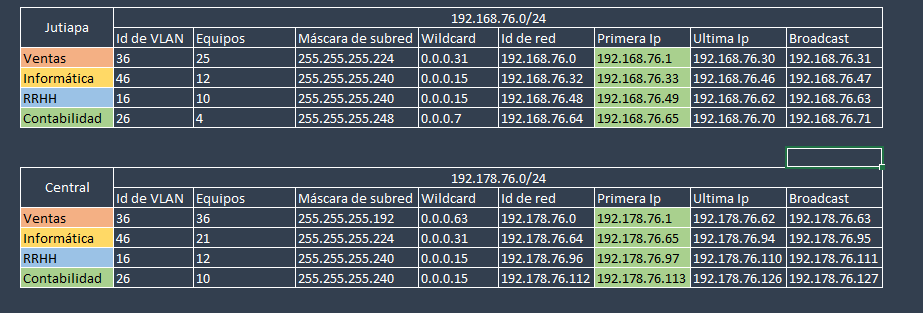 Jutiapa 192.168.76.0/24
Id de VLAN Equipos Máscara de subred Wildcard Id de red Primera Ip Ultima Ip Broadcast
Ventas 36 25 255.255.255.224 0.0.0.31 192.168.76.0 192.168.76.1 192.168.76.30 192.168.76.31
Informática 46 12 255.255.255.240 0.0.0.15 192.168.76.32 192.168.76.33 192.168.76.46 192.168.76.47
RRHH 16 10 255.255.255.240 0.0.0.15 192.168.76.48 192.168.76.49 192.168.76.62 192.168.76.63
Contabilidad 26 4 255.255.255.248 0.0.0.7 192.168.76.64 192.168.76.65 192.168.76.70 192.168.76.71
Central 192.178.76.0/24
Id de VLAN Equipos Máscara de subred Wildcard Id de red Primera Ip Ultima Ip Broadcast
Ventas 36 36 255.255.255.192 0.0.0.63 192.178.76.0 192.178.76.1 192.178.76.62 192.178.76.63
Informática 46 21 255.255.255.224 0.0.0.31 192.178.76.64 192.178.76.65 192.178.76.94 192.178.76.95
RRHH 16 12 255.255.255.240 0.0.0.15 192.178.76.96 192.178.76.97 192.178.76.110 192.178.76.111
Contabilidad 26 10 255.255.255.240 0.0.0.15 192.178.76.112 192.178.76.113 192.178.76.126 192.178.76.127